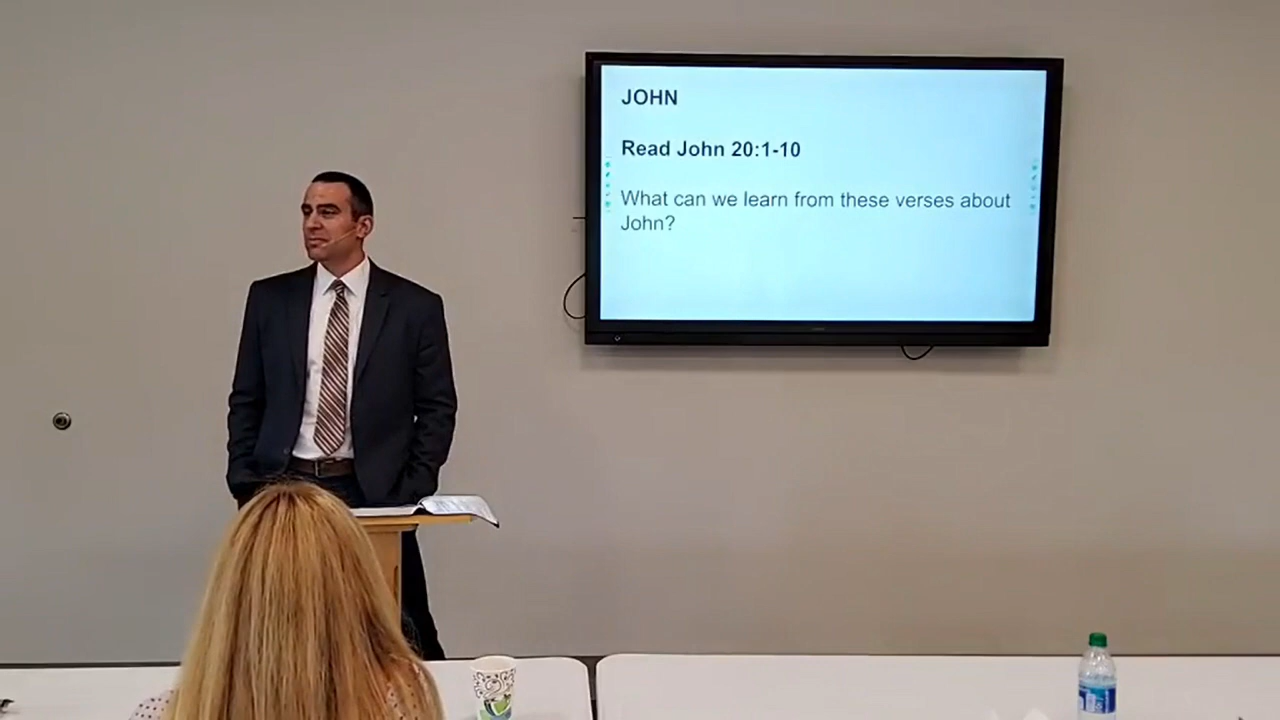 JOHN
Read John 20:1-10
What can we learn from these verses about
John?